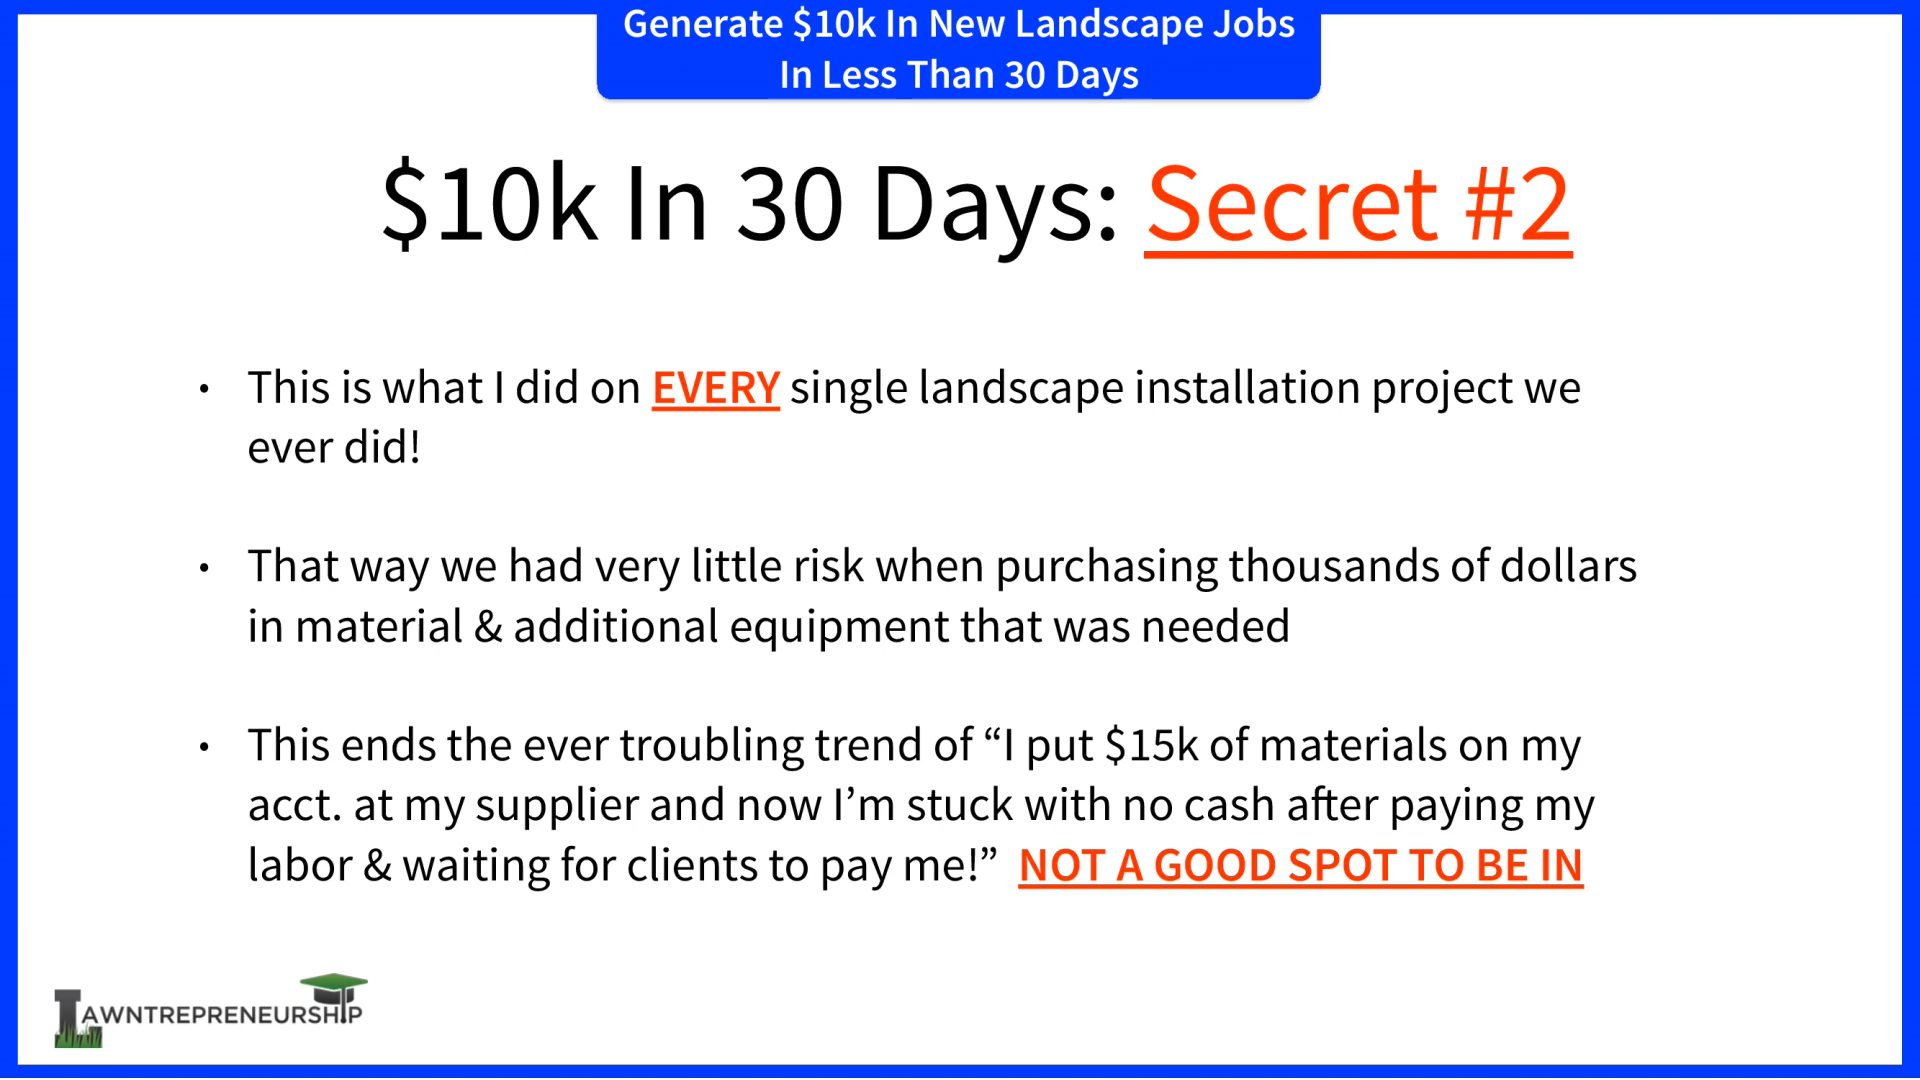 Generate $10k In New Landscape Jobs
In Less Than 30 Days
$10k In 30 Days: Secret #2
• This is what I did on EVERY single landscape installation project we
ever did!
• That way we had very little risk when purchasing thousands of dollars
in material & additional equipment that was needed
• This ends the ever troubling trend of “I put $15k of materials on my
acct. at my supplier and now I’m stuck with no cash after paying my
labor & waiting for clients to pay me!” NOT A GOOD SPOT TO BE IN
LAWNTREPRENEURSHIP